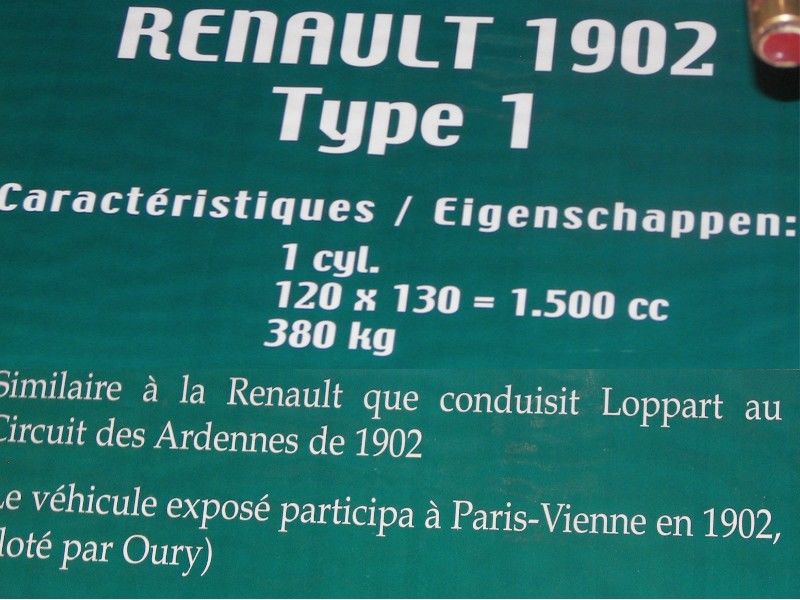 RENAULT 1902
Type 1
Caractéristiques / Eigenschappen:
1 cyl.
120 x 130 = 1.500 cc
380 kg
Similaire à la Renault que conduisit Loppart au
Circuit des Ardennes de 1902
Le véhicule exposé participa à Paris-Vienne en 1902,
loté par Oury)